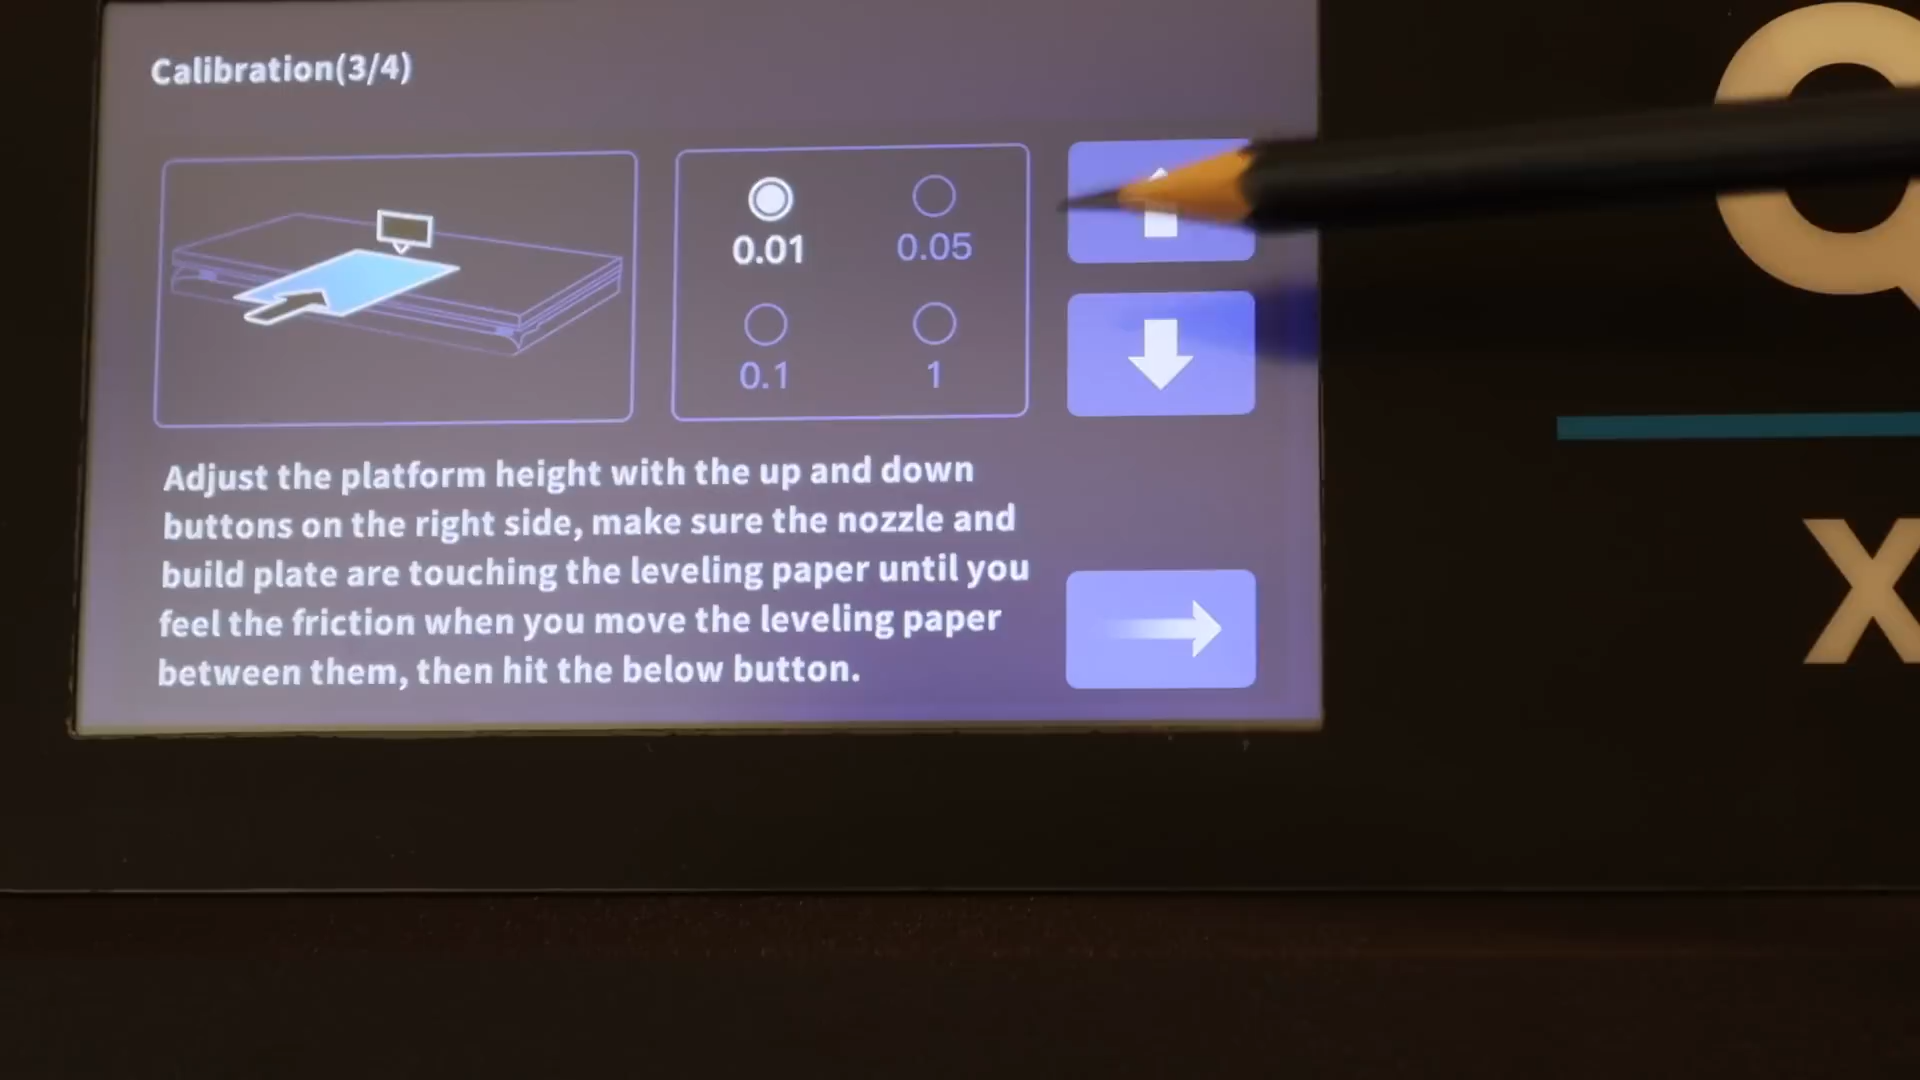 Calibration(3/4)
0.01
0.05
0.1
1
Adjust the platform height with the up and down
buttons on the right side, make sure the nozzle and
build plate are touching the leveling paper until you
feel the friction when you move the leveling paper
between them, then hit the below button.
Q
X